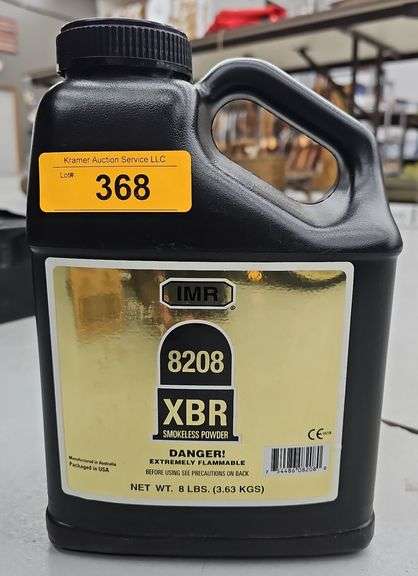 Kramer Auction Service LLC
Lot#
368
IMR
8208
XBR
SMOKELESS POWDER
DANGER!
EXTREMELY FLAMMABLE
BEFORE USING SEE PRECAUTIONS ON BACK
Manufactured in Australia
Packaged in USA
NET WT. 8 LBS. (3.63 KGS)
CE